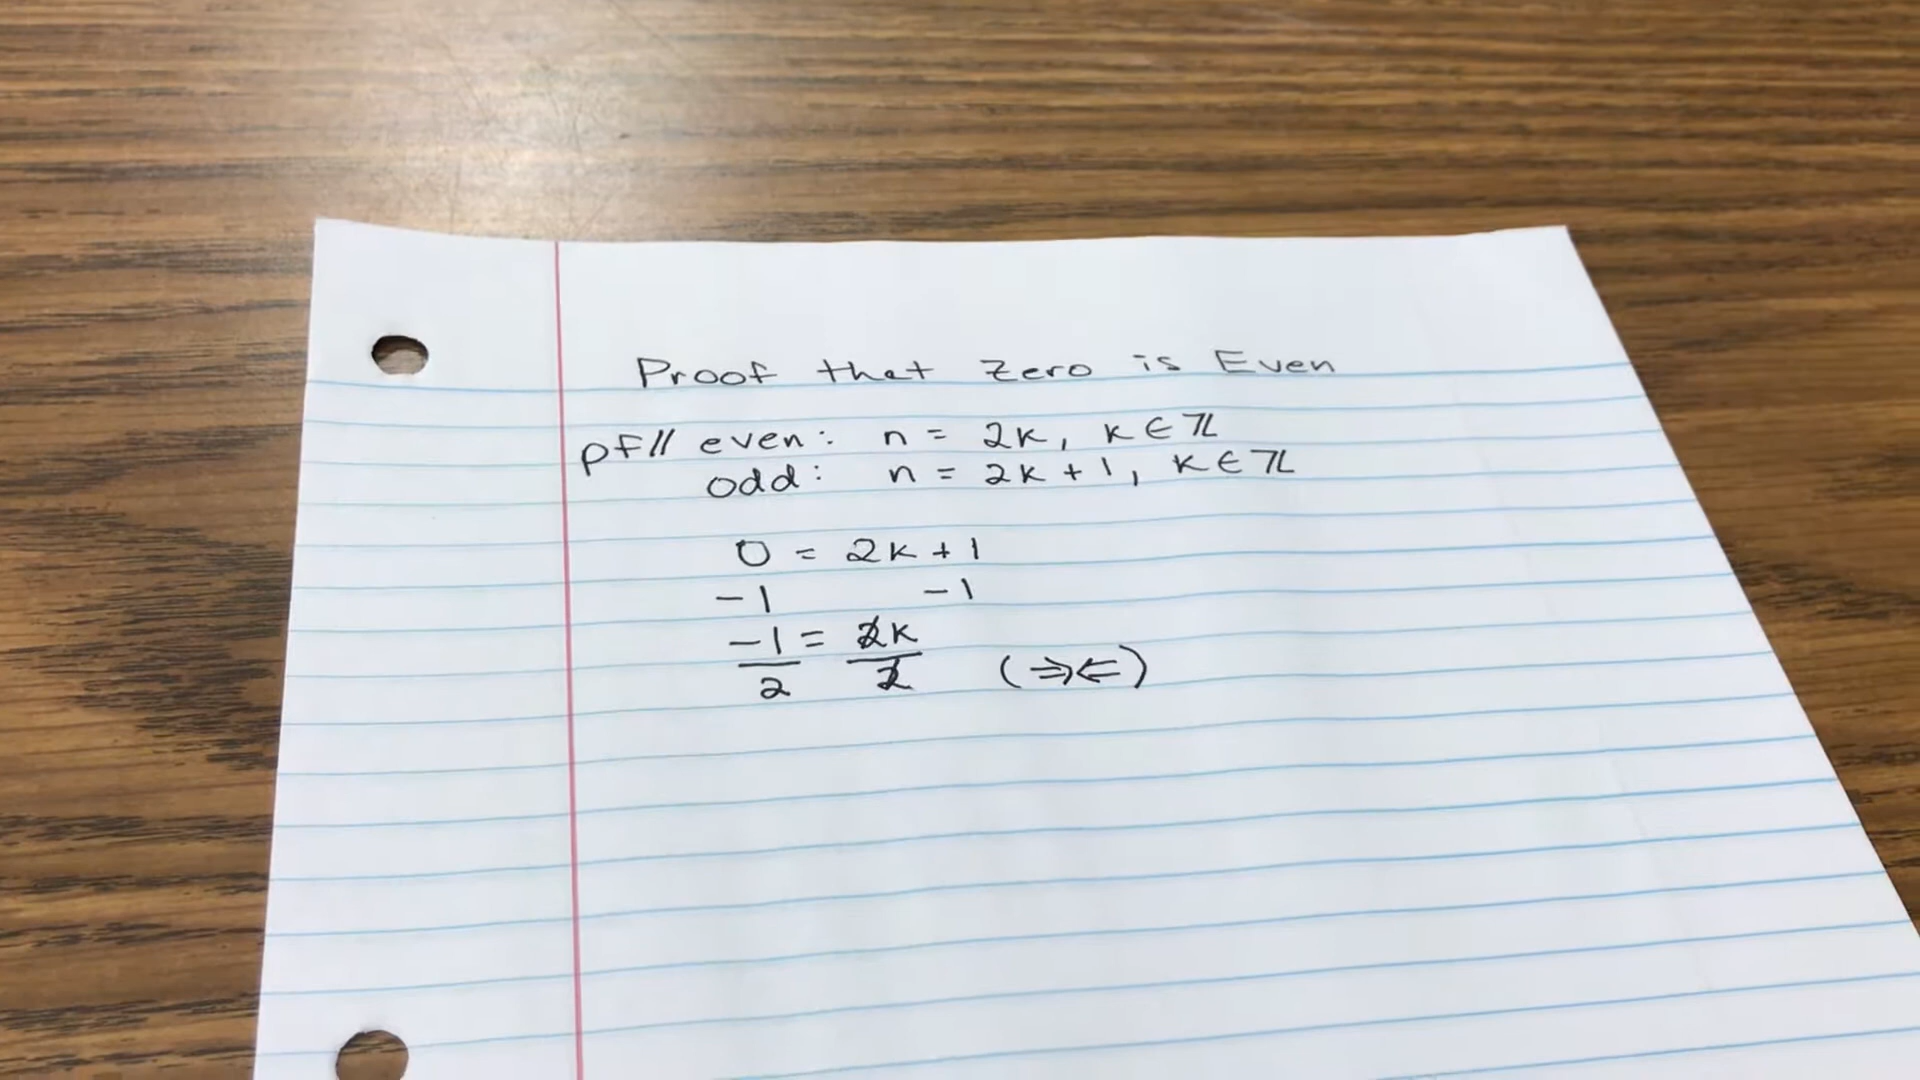 Proof that Zero is Even
pf// even: n = 2k, k ∈ ℤ
odd: n = 2k + 1, k ∈ ℤ
0 = 2k + 1
-1 -1
-1 = 2k
2 2 (⇒⇐)